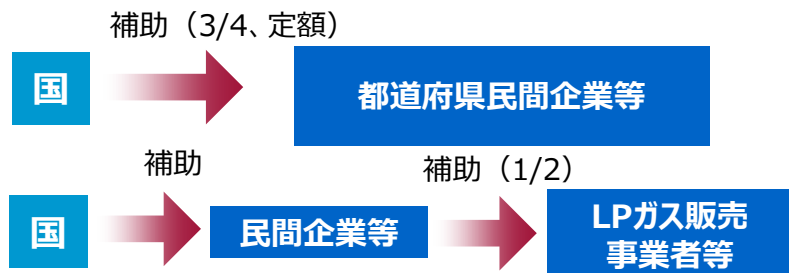 補助（3/4、定額）
国
都道府県民間企業等
補助
補助（1/2）
国
民間企業等
LPガス販売
事業者等